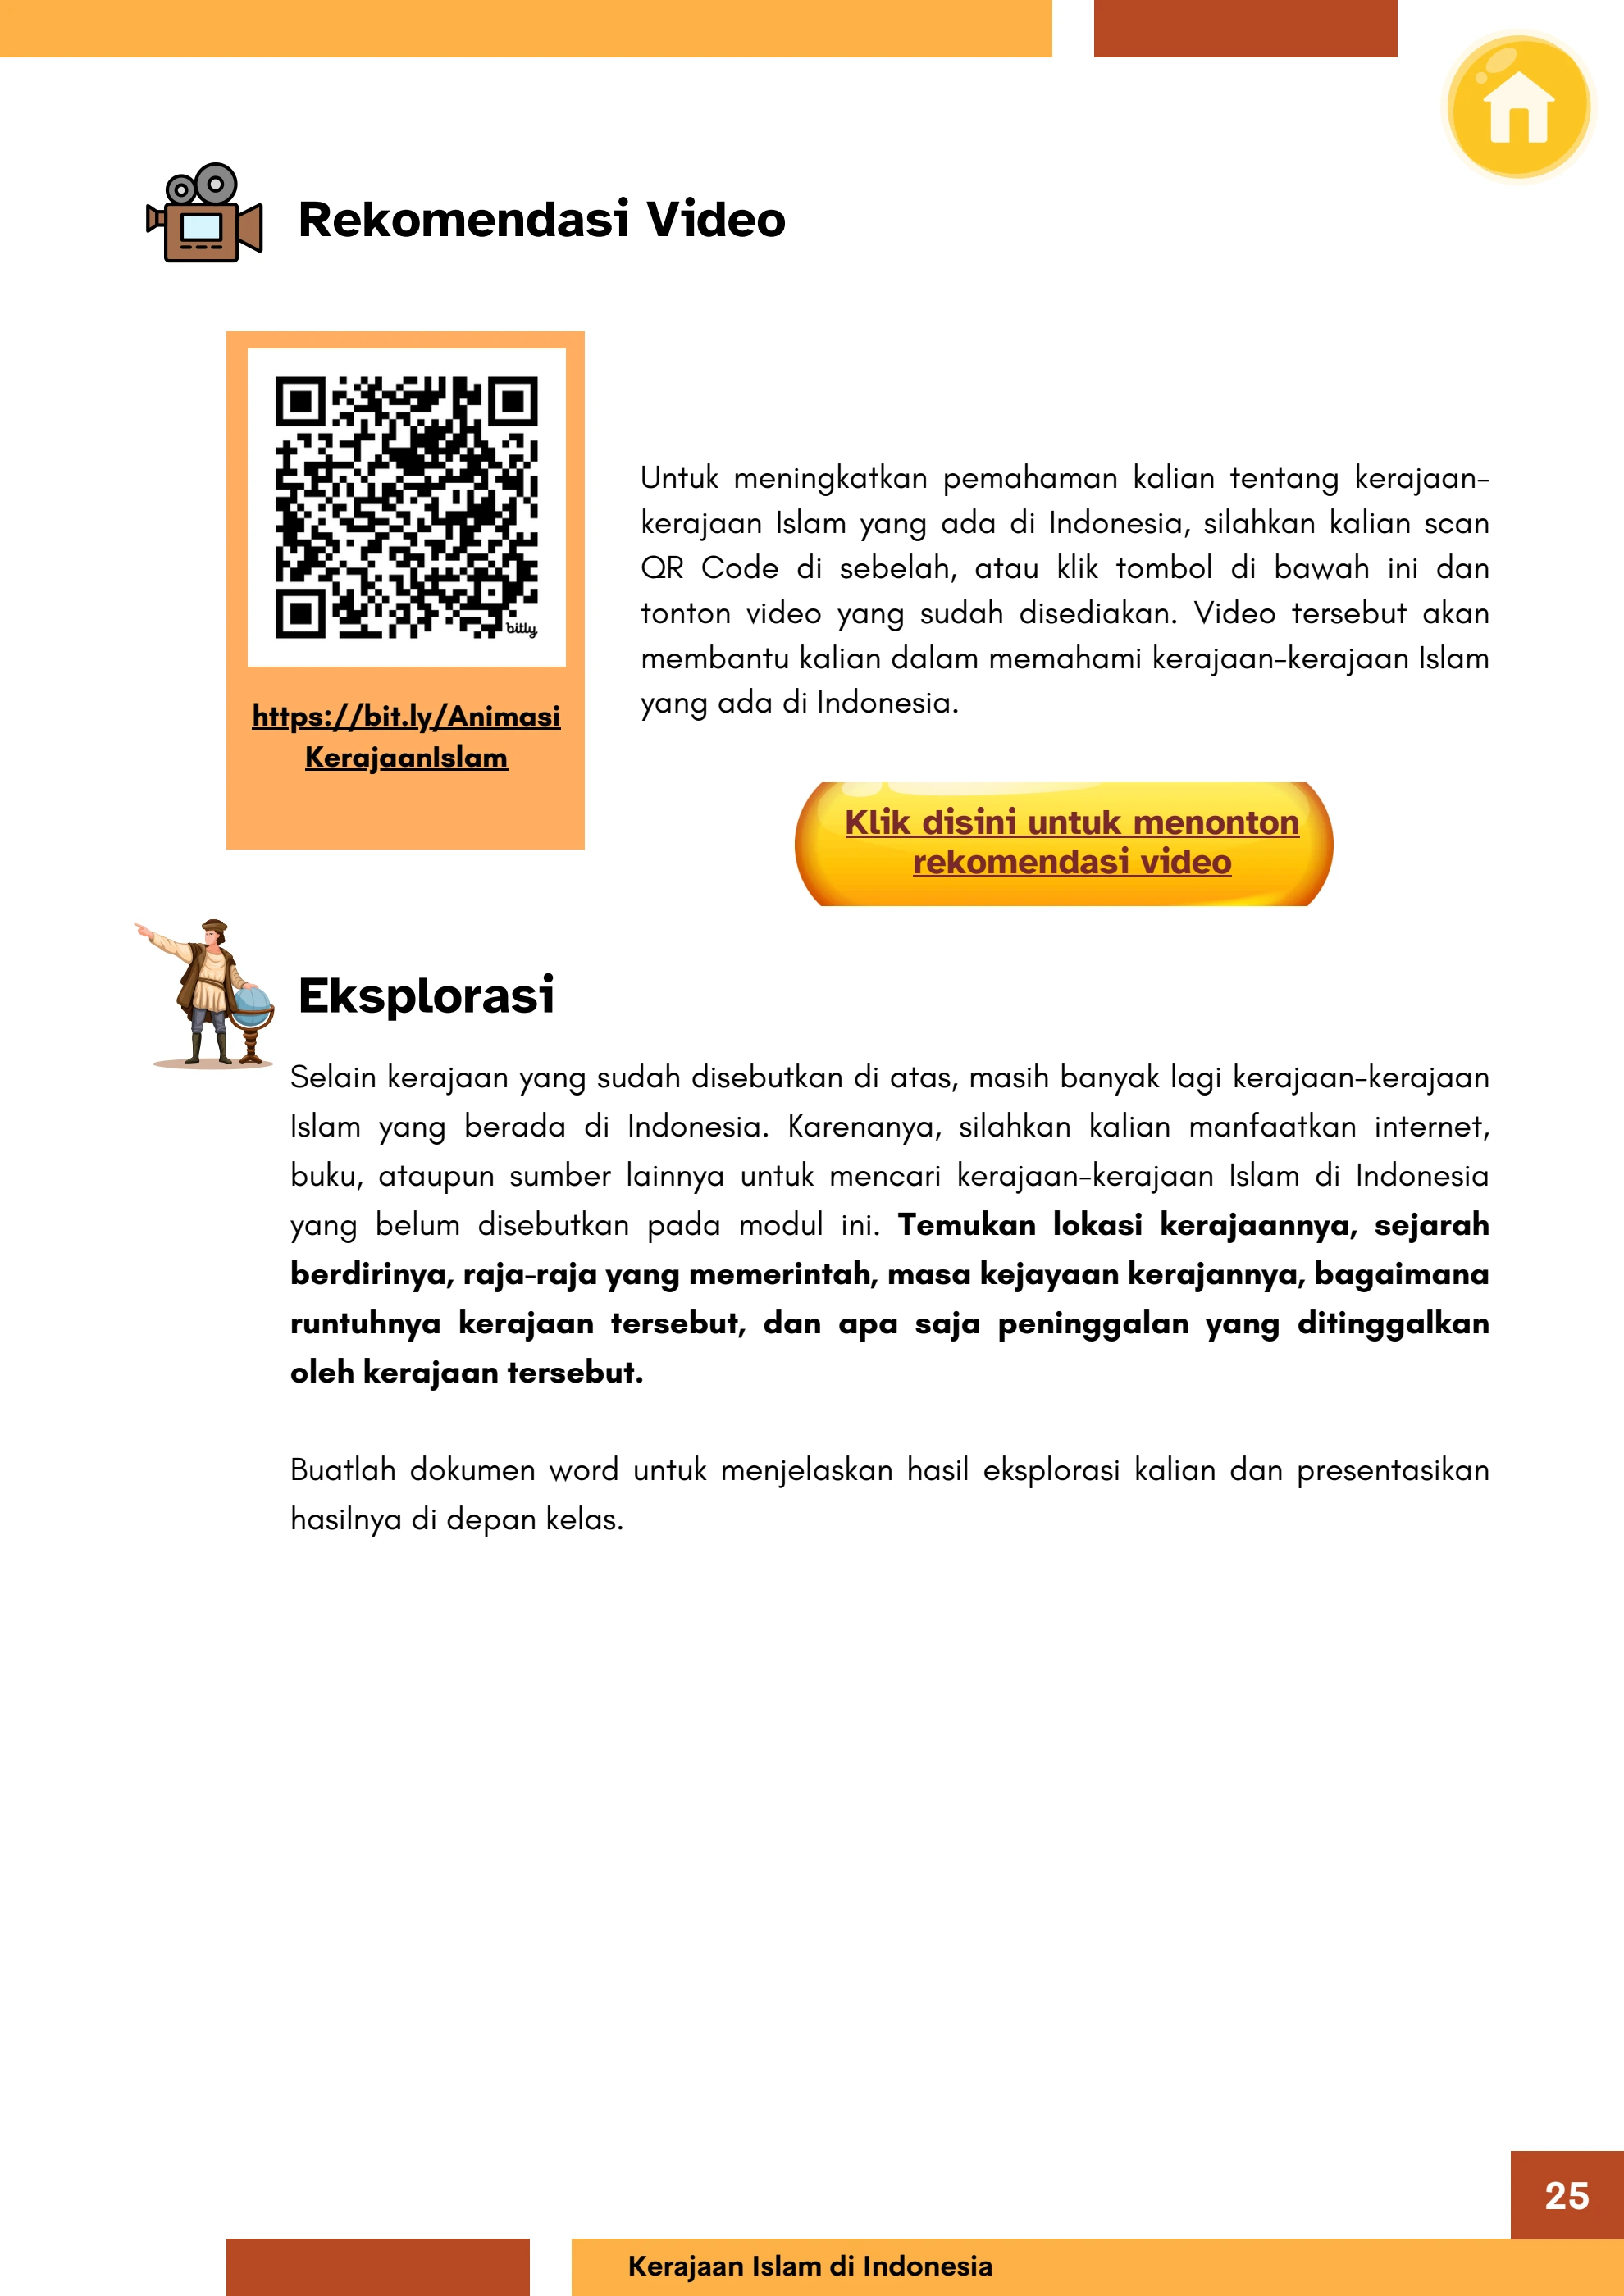 Rekomendasi Video
bitly
https://bit.ly/Animasi
KerajaanIslam
Untuk meningkatkan pemahaman kalian tentang kerajaan-
kerajaan Islam yang ada di Indonesia, silahkan kalian scan
QR Code di sebelah, atau klik tombol di bawah ini dan
tonton video yang sudah disediakan. Video tersebut akan
membantu kalian dalam memahami kerajaan-kerajaan Islam
yang ada di Indonesia.
Klik disini untuk menonton
rekomendasi video
Eksplorasi
Selain kerajaan yang sudah disebutkan di atas, masih banyak lagi kerajaan-kerajaan
Islam yang berada di Indonesia. Karenanya, silahkan kalian manfaatkan internet,
buku, ataupun sumber lainnya untuk mencari kerajaan-kerajaan Islam di Indonesia
yang belum disebutkan pada modul ini. Temukan lokasi kerajaannya, sejarah
berdirinya, raja-raja yang memerintah, masa kejayaan kerajannya, bagaimana
runtuhnya kerajaan tersebut, dan apa saja peninggalan yang ditinggalkan
oleh kerajaan tersebut.
Buatlah dokumen word untuk menjelaskan hasil eksplorasi kalian dan presentasikan
hasilnya di depan kelas.
25
Kerajaan Islam di Indonesia